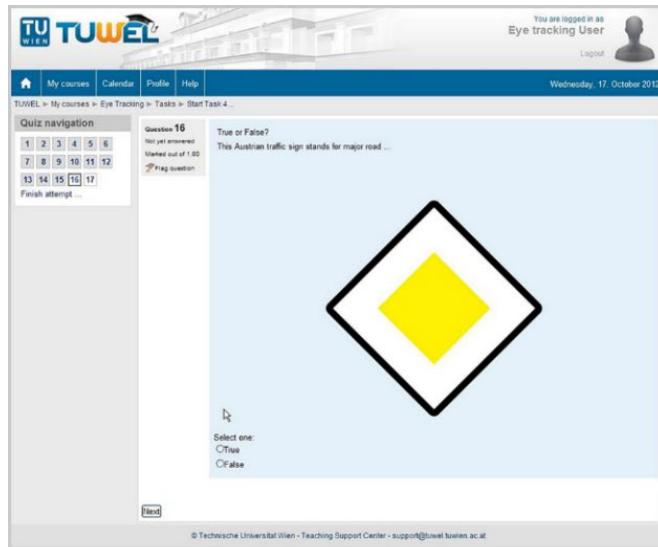 TU
WIEN
TUWEL
You are logged in as
Eye tracking User
Logout
My courses Calendar Profile Help
Wednesday, 17. October 2012
TUWEL ► My courses ► Eye Tracking ► Tasks ► Start Task 4...
Quiz navigation
1 2 3 4 5 6
7 8 9 10 11 12
13 14 15 16 17
Finish attempt ...
Question 16
Not yet answered
Marked out of 1.00
Flag question
True or False?
This Austrian traffic sign stands for major road ...
Select one:
True
False
Next
© Technische Universität Wien - Teaching Support Center - support@tuwel.tuwien.ac.at